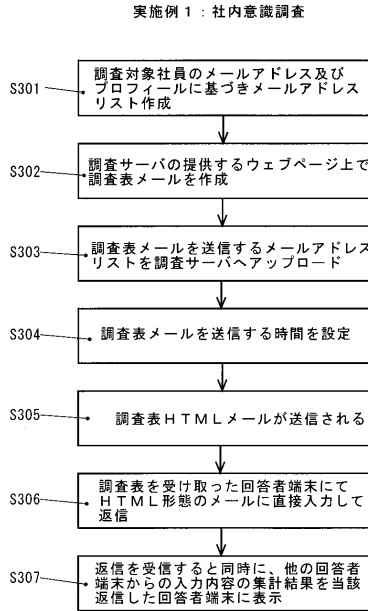 実施例1：社内意識調査
S301
調査対象社員のメールアドレス及び
プロフィールに基づきメールアドレス
リスト作成
S302
調査サーバの提供するウェブページ上で
調査表メールを作成
S303
調査表メールを送信するメールアドレス
リストを調査サーバへアップロード
S304
調査表メールを送信する時間を設定
S305
調査表HTMLメールが送信される
S306
調査表を受け取った回答者端末にて
HTML形態のメールに直接入力して
返信
S307
返信を受信すると同時に、他の回答者
端末からの入力内容の集計結果を当該
返信した回答者端末に表示